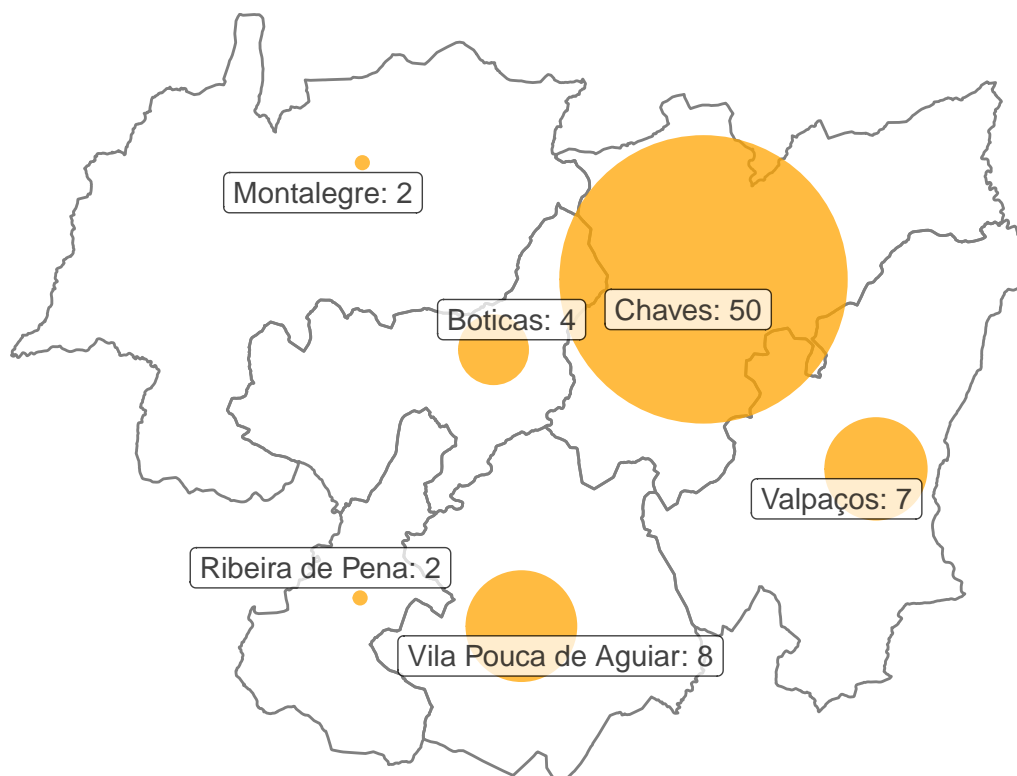 Montalegre: 2
Chaves: 50
Boticas: 4
Valpaços: 7
Ribeira de Pena: 2
Vila Pouca de Aguiar: 8